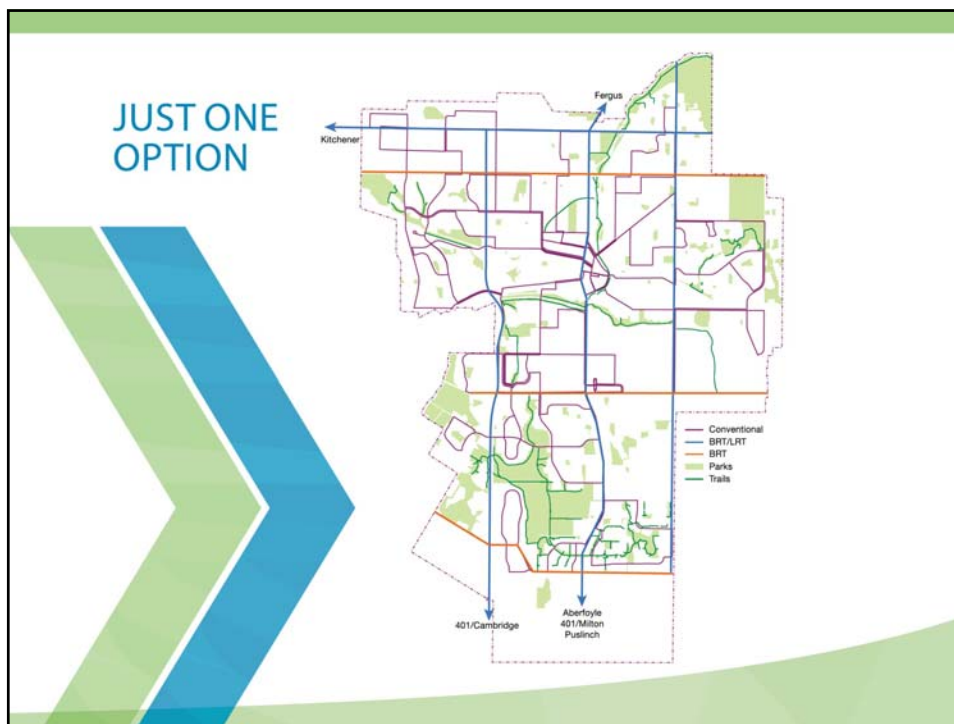 JUST ONE
OPTION
Fergus
Kitchener
Conventional
BRT/LRT
BRT
Parks
Trails
401/Cambridge
Aberfoyle
401/Milton
Puslinch